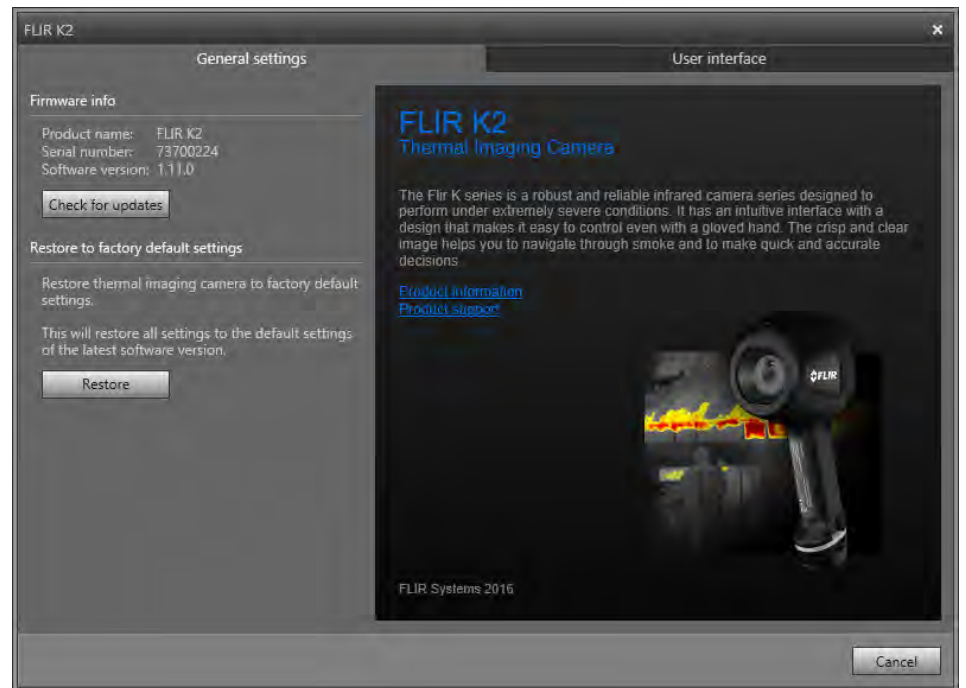 FLIR K2
General settings
User interface
Firmware info
Product name: FLIR K2
Serial number: 73700224
Software version: 1.11.0
Check for updates
Restore to factory default settings
Restore thermal imaging camera to factory default
settings.
This will restore all settings to the default settings
of the latest software version.
Restore
FLIR K2
Thermal Imaging Camera
The Flir K series is a robust and reliable infrared camera series designed to
perform under extremely severe conditions. It has an intuitive interface with a
design that makes it easy to control even with a gloved hand. The crisp and clear
image helps you to navigate through smoke and to make quick and accurate
decisions
Product information
Product support
FLIR
FLIR Systems 2016
Cancel